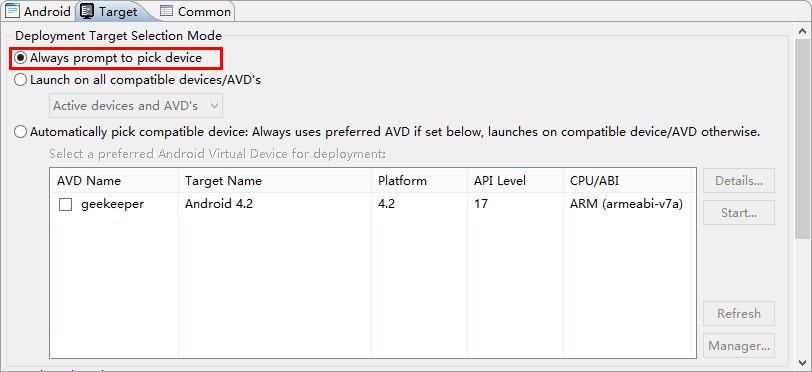 Android Target Common
Deployment Target Selection Mode
Always prompt to pick device
Launch on all compatible devices/AVD's
Active devices and AVD's
Automatically pick compatible device: Always uses preferred AVD if set below, launches on compatible device/AVD otherwise.
Select a preferred Android Virtual Device for deployment:
AVD Name Target Name Platform API Level CPU/ABI
geekeeper Android 4.2 4.2 17 ARM (armeabi-v7a)
Details...
Start...
Refresh
Manager...